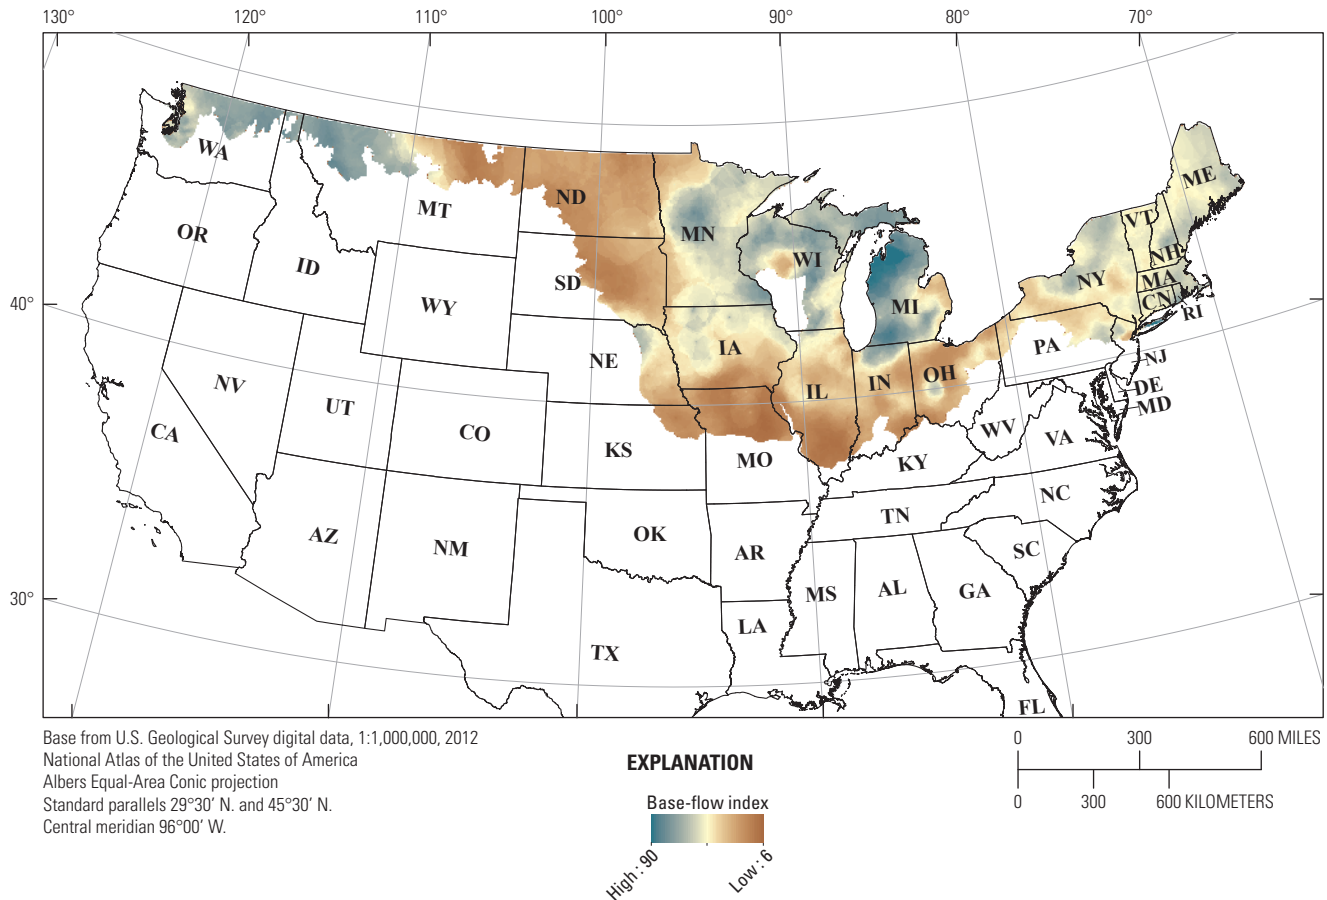 130° 120° 110° 100° 90° 80° 70°
WA
MT
ND
MN
ME
VT
NH
OR
ID
SD
WI
NY
MA
CN
RI
40°
WY
MI
NE
IA
PA
NJ
NV
UT
CO
IL
IN
OH
DE
MD
CA
KS
MO
WV
VA
KY
NC
AZ
NM
OK
AR
TN
SC
30°
MS
AL
GA
LA
TX
FL
Base from U.S. Geological Survey digital data, 1:1,000,000, 2012
National Atlas of the United States of America
Albers Equal-Area Conic projection
Standard parallels 29°30′ N. and 45°30′ N.
Central meridian 96°00′ W.
EXPLANATION
Base-flow index
High : 90
Low : 6
0 300 600 MILES
0 300 600 KILOMETERS